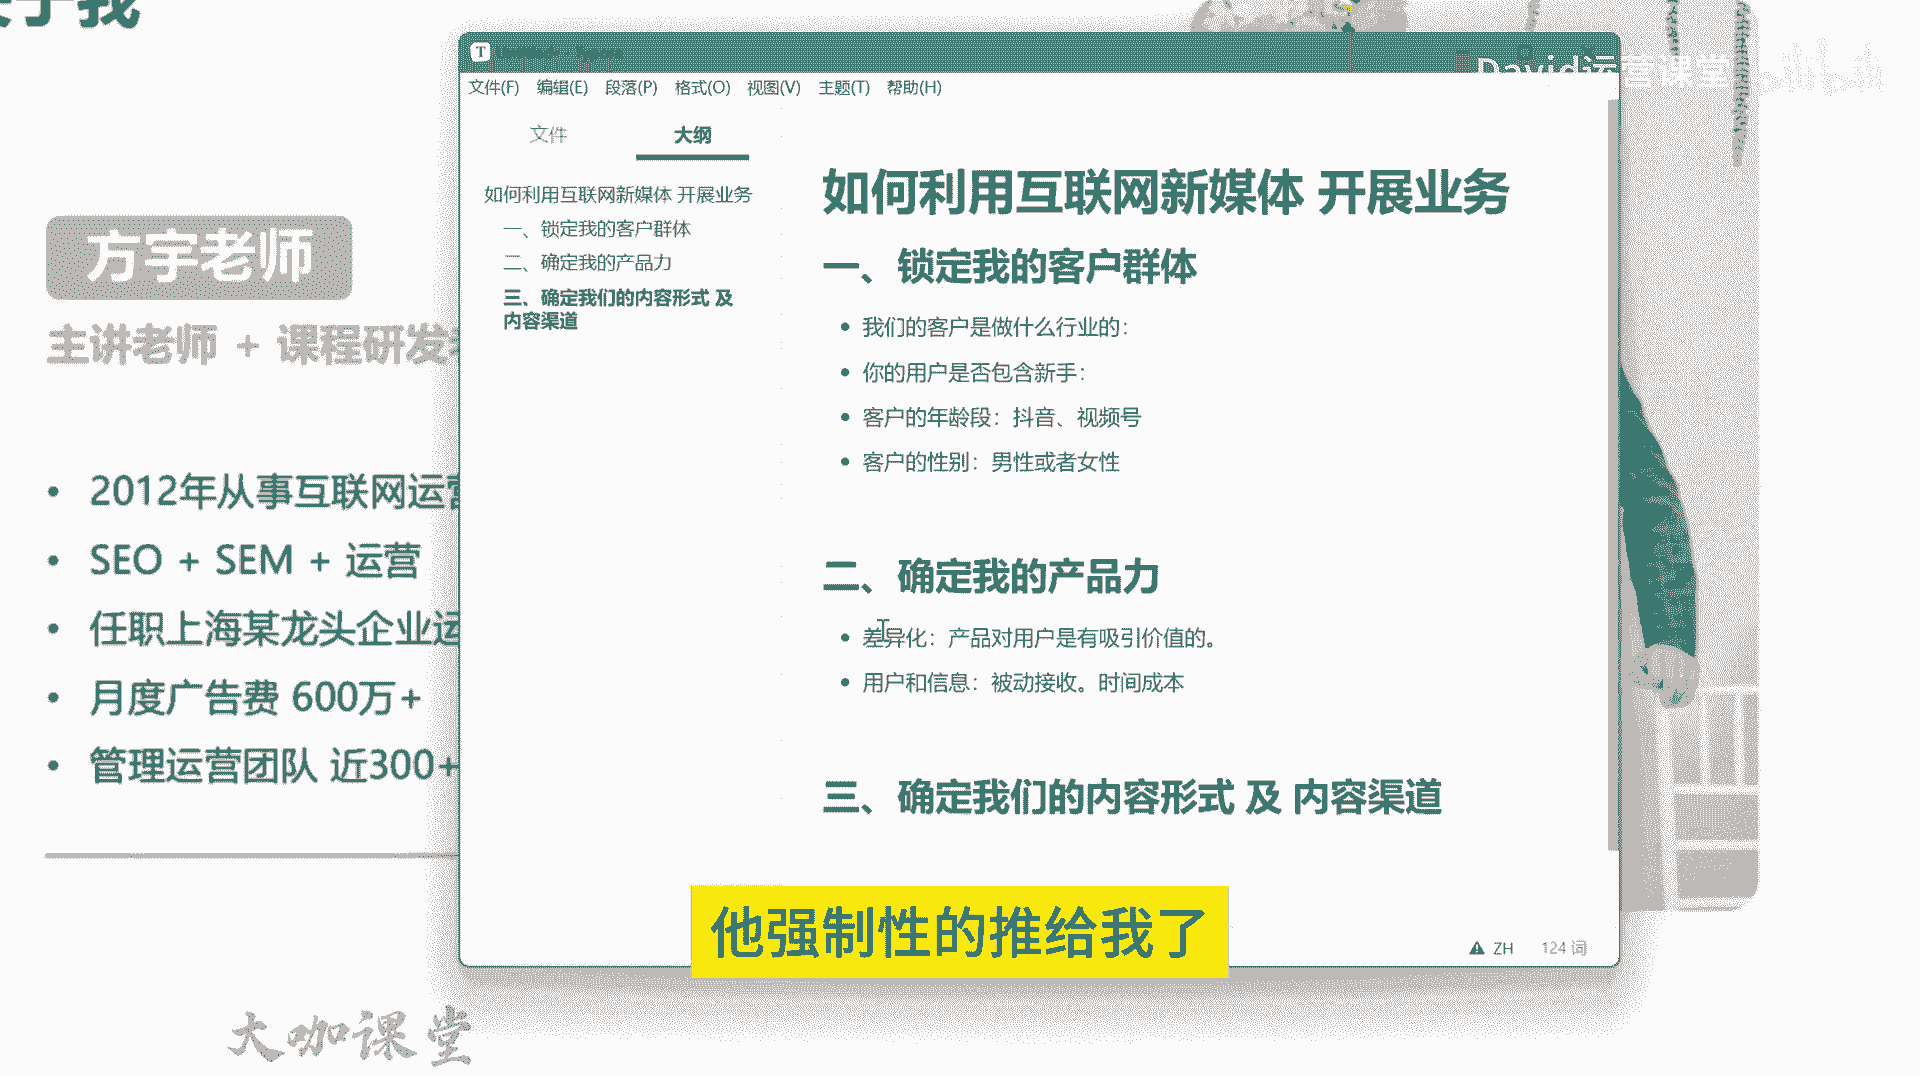 关于我
方宇老师
主讲老师 + 课程研发
2012年从事互联网运营
SEO + SEM + 运营
任职上海某龙头企业运
月度广告费 600万+
管理运营团队 近300+
大咖课堂
T
文件(F) 编辑(E) 段落(P) 格式(O) 视图(V) 主题(T) 帮助(H)
David运营课堂 bilibili
文件 大纲
如何利用互联网新媒体 开展业务
一、锁定我的客户群体
二、确定我的产品力
三、确定我们的内容形式 及
内容渠道
如何利用互联网新媒体 开展业务
一、锁定我的客户群体
• 我们的客户是做什么行业的：
• 你的用户是否包含新手：
• 客户的年龄段：抖音、视频号
• 客户的性别：男性或者女性
二、确定我的产品力
• 差异化：产品对用户是有吸引价值的。
• 用户和信息：被动接收。时间成本
三、确定我们的内容形式 及 内容渠道
他强制性的推给我了
ZH 124 词